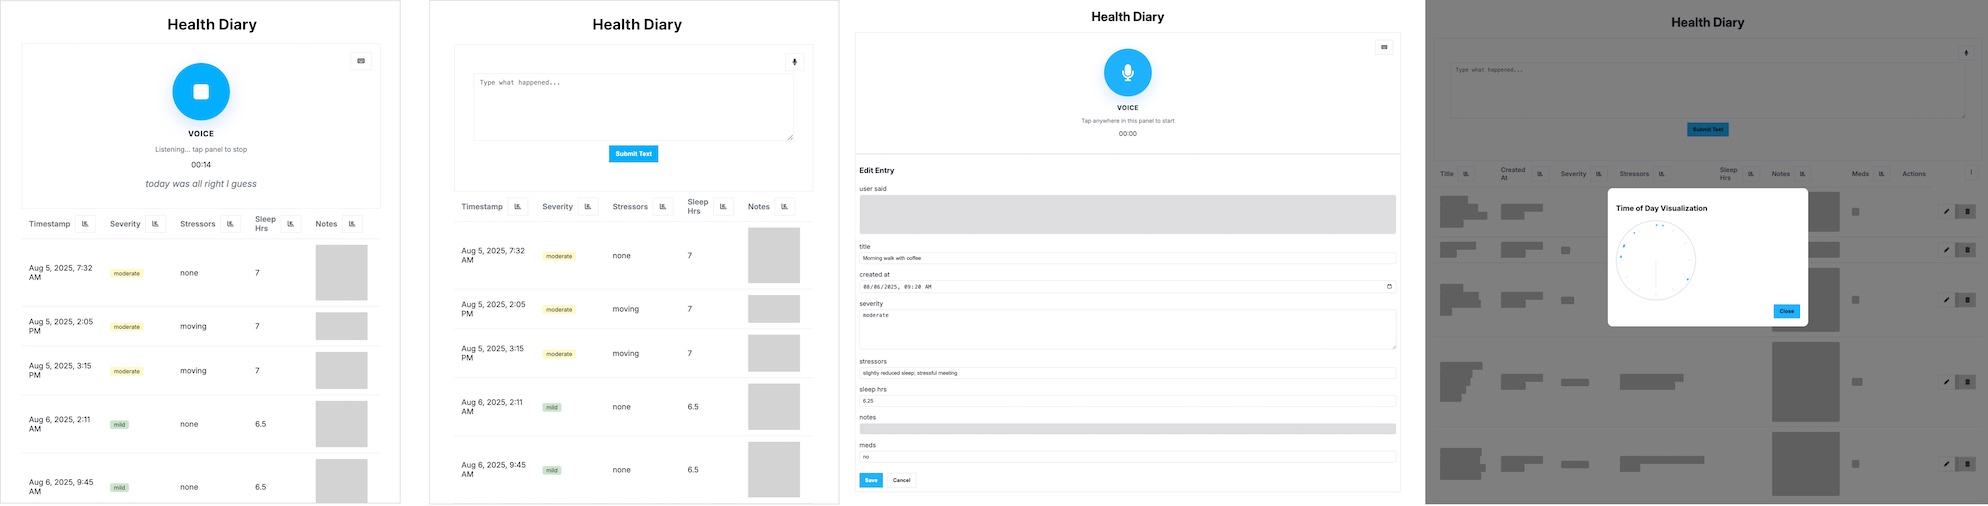 Health Diary
VOICE
Listening... tap panel to stop
00:14
today was all right I guess
Timestamp Severity Stressors Sleep Hrs Notes
Aug 5, 2025, 7:32 AM moderate none 7
Aug 5, 2025, 2:05 PM moderate moving 7
Aug 5, 2025, 3:15 PM moderate moving 7
Aug 6, 2025, 2:11 AM mild none 6.5
Aug 6, 2025, 9:45 AM mild none 6.5
Health Diary
Type what happened...
Submit Text
Timestamp Severity Stressors Sleep Hrs Notes
Aug 5, 2025, 7:32 AM moderate none 7
Aug 5, 2025, 2:05 PM moderate moving 7
Aug 5, 2025, 3:15 PM moderate moving 7
Aug 6, 2025, 2:11 AM mild none 6.5
Aug 6, 2025, 9:45 AM mild none 6.5
Health Diary
VOICE
Tap anywhere in this panel to start
00:00
Edit Entry
user said
title
Morning walk with coffee
created at
08/06/2025, 09:20 AM
severity
moderate
stressors
slightly reduced sleep; stressful meeting
sleep hrs
6.25
notes
meds
no
Save Cancel
Health Diary
Type what happened...
Submit Text
Title Created At Severity Stressors Sleep Hrs Notes Meds Actions
Time of Day Visualization
Close